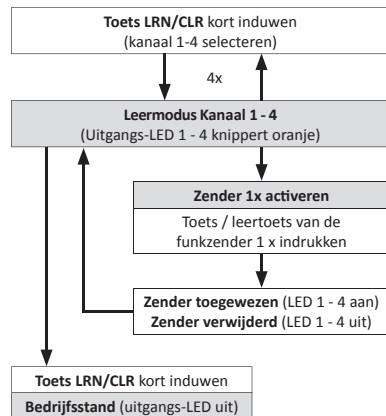 Toets LRN/CLR kort induwen
(kanaal 1-4 selecteren)
4x
Leermodus Kanaal 1 - 4
(Uitgangs-LED 1 - 4 knippert oranje)
Zender 1x activeren
Toets / leertoets van de
funkzender 1 x indrukken
Zender toegewezen (LED 1 - 4 aan)
Zender verwijderd (LED 1 - 4 uit)
Toets LRN/CLR kort induwen
Bedrijfsstand (uitgangs-LED uit)